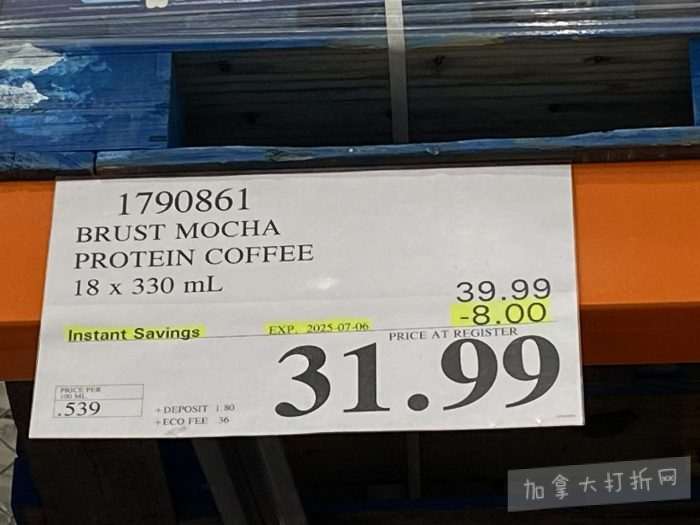 1790861
BRUST MOCHA
PROTEIN COFFEE
18 x 330 mL
39.99
Instant Savings EXP. 2025-07-06 -8.00
PRICE AT REGISTER
31.99
PRICE PER
100 ML
.539
+DEPOSIT 1.80
+ECO FEE .36
加拿大打折网